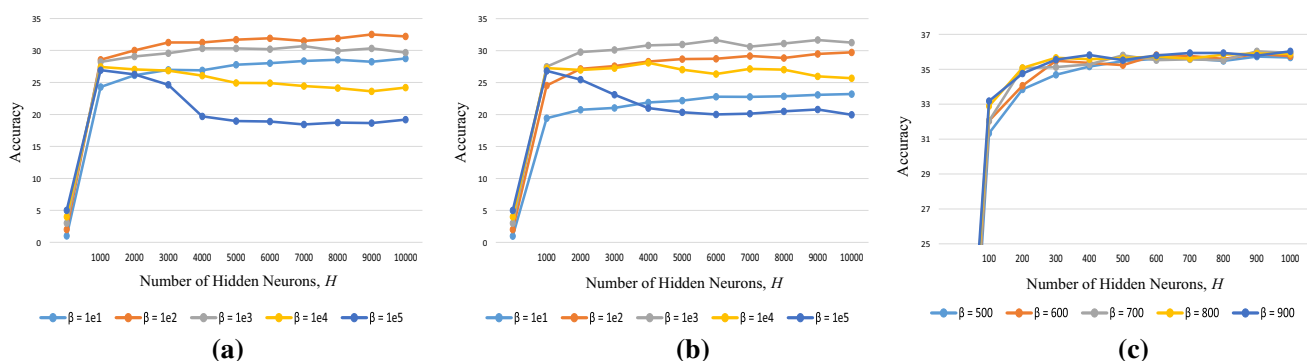 35
30
25
20
15
10
5
0
Accuracy
1000 2000 3000 4000 5000 6000 7000 8000 9000 10000
Number of Hidden Neurons, H
β = 1e1 β = 1e2 β = 1e3 β = 1e4 β = 1e5
(a)
35
30
25
20
15
10
5
0
Accuracy
1000 2000 3000 4000 5000 6000 7000 8000 9000 10000
Number of Hidden Neurons, H
β = 1e1 β = 1e2 β = 1e3 β = 1e4 β = 1e5
(b)
37
35
33
31
29
27
25
Accuracy
100 200 300 400 500 600 700 800 900 1000
Number of Hidden Neurons, H
β = 500 β = 600 β = 700 β = 800 β = 900
(c)